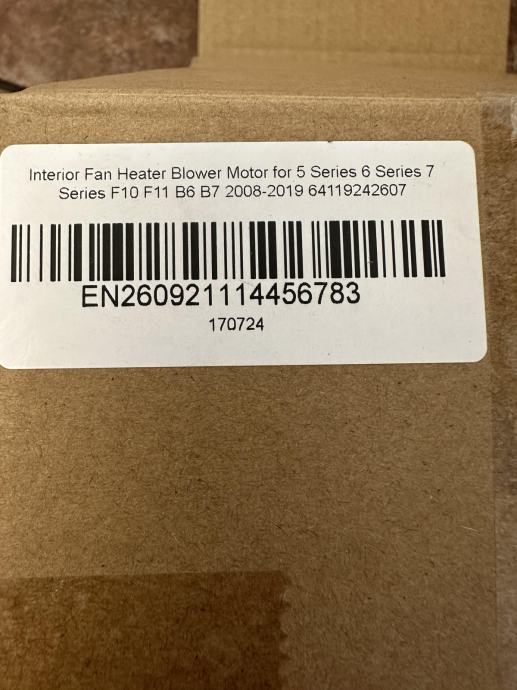 Interior Fan Heater Blower Motor for 5 Series 6 Series 7
Series F10 F11 B6 B7 2008-2019 64119242607
EN260921114456783
170724